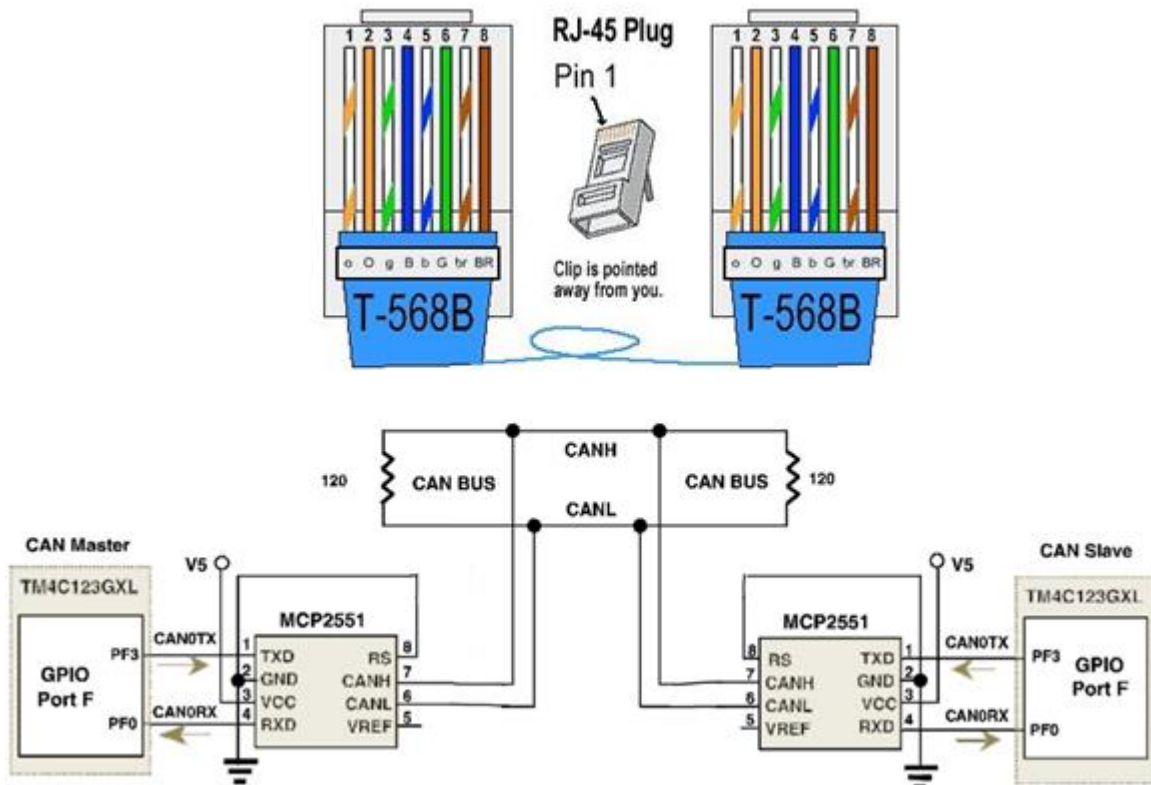 1 2 3 4 5 6 7 8
RJ-45 Plug
Pin 1
Clip is pointed
away from you.
o O g B b G br BR
T-568B
1 2 3 4 5 6 7 8
o O g B b G br BR
T-568B
CANH
120
CAN BUS
CAN BUS
120
CANL
CAN Master
V5
TM4C123GXL
MCP2551
GPIO
Port F
PF3
CAN0TX
PF0
CAN0RX
1 TXD
2 GND
3 VCC
4 RXD
RS 8
CANH 7
CANL 6
VREF 5
CAN Slave
V5
TM4C123GXL
MCP2551
8 RS
7 CANH
6 CANL
5 VREF
TXD 1
GND 2
VCC 3
RXD 4
CAN0TX
PF3
CAN0RX
PF0
GPIO
Port F